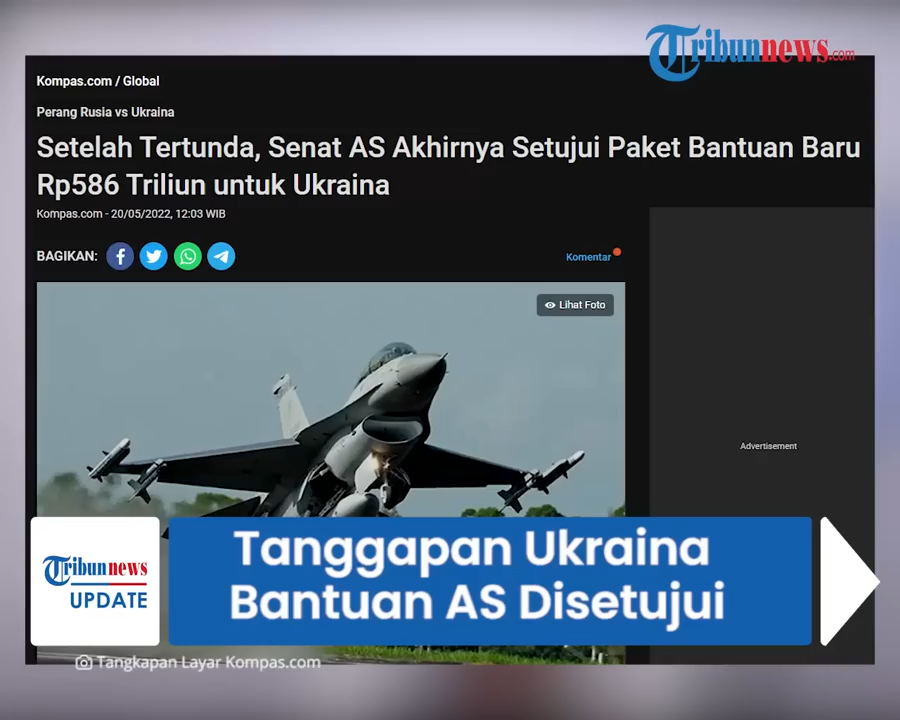 Tribunnews.com
Kompas.com / Global
Perang Rusia vs Ukraina
Setelah Tertunda, Senat AS Akhirnya Setujui Paket Bantuan Baru
Rp586 Triliun untuk Ukraina
Kompas.com - 20/05/2022, 12:03 WIB
BAGIKAN:
Komentar
Lihat Foto
Advertisement
Tribunnews
UPDATE
Tanggapan Ukraina
Bantuan AS Disetujui
Tangkapan Layar Kompas.com